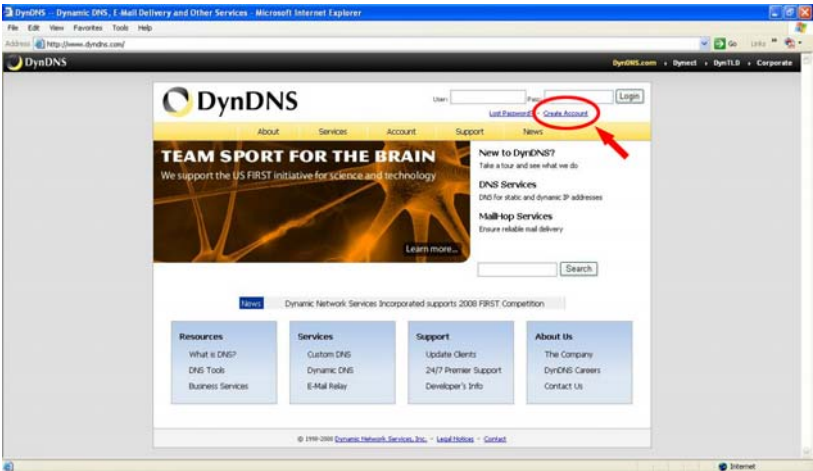 DynDNS -- Dynamic DNS, E-Mail Delivery and Other Services - Microsoft Internet Explorer
File Edit View Favorites Tools Help
Address http://www.dyndns.com/ Go Links
DynDNS DynDNS.com Dynect DynTLD Corporate
DynDNS User: Pass: Login
Lost Password? - Create Account
About Services Account Support News
TEAM SPORT FOR THE BRAIN
We support the US FIRST initiative for science and technology
Learn more...
New to DynDNS?
Take a tour and see what we do
DNS Services
DNS for static and dynamic IP addresses
MailHop Services
Ensure reliable mail delivery
Search
News Dynamic Network Services Incorporated supports 2008 FIRST Competition
Resources
What is DNS?
DNS Tools
Business Services
Services
Custom DNS
Dynamic DNS
E-Mail Relay
Support
Update Clients
24/7 Premier Support
Developer's Info
About Us
The Company
DynDNS Careers
Contact Us
© 1998-2008 Dynamic Network Services, Inc. - Legal Notices - Contact
Internet